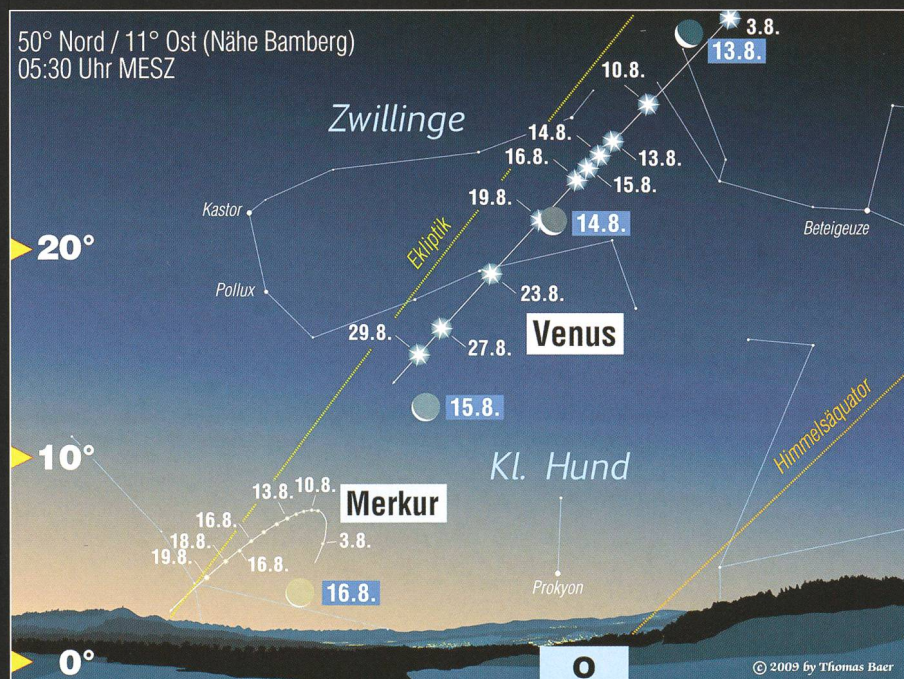 50° Nord / 11° Ost (Nähe Bamberg)
05:30 Uhr MESZ
3.8.
13.8.
10.8.
Zwillinge
14.8.
13.8.
16.8.
15.8.
Kastor
19.8.
14.8.
Beteigeuze
Ekliptik
20°
Pollux
23.8.
Venus
29.8.
27.8.
15.8.
Himmelsäquator
10°
Kl. Hund
13.8.
10.8.
Merkur
16.8.
18.8.
3.8.
19.8.
16.8.
16.8.
Prokyon
0°
O
© 2009 by Thomas Baer